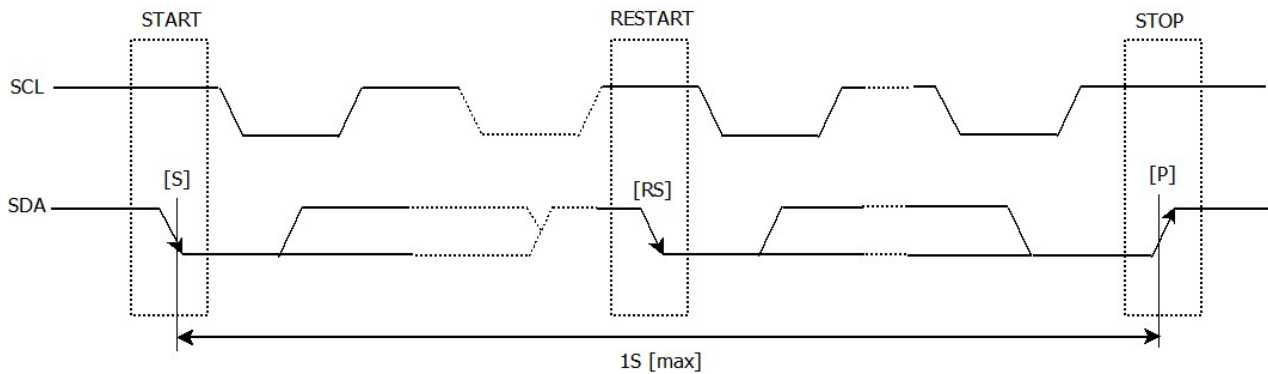 START
RESTART
STOP
SCL
[S]
[RS]
[P]
SDA
1S [max]